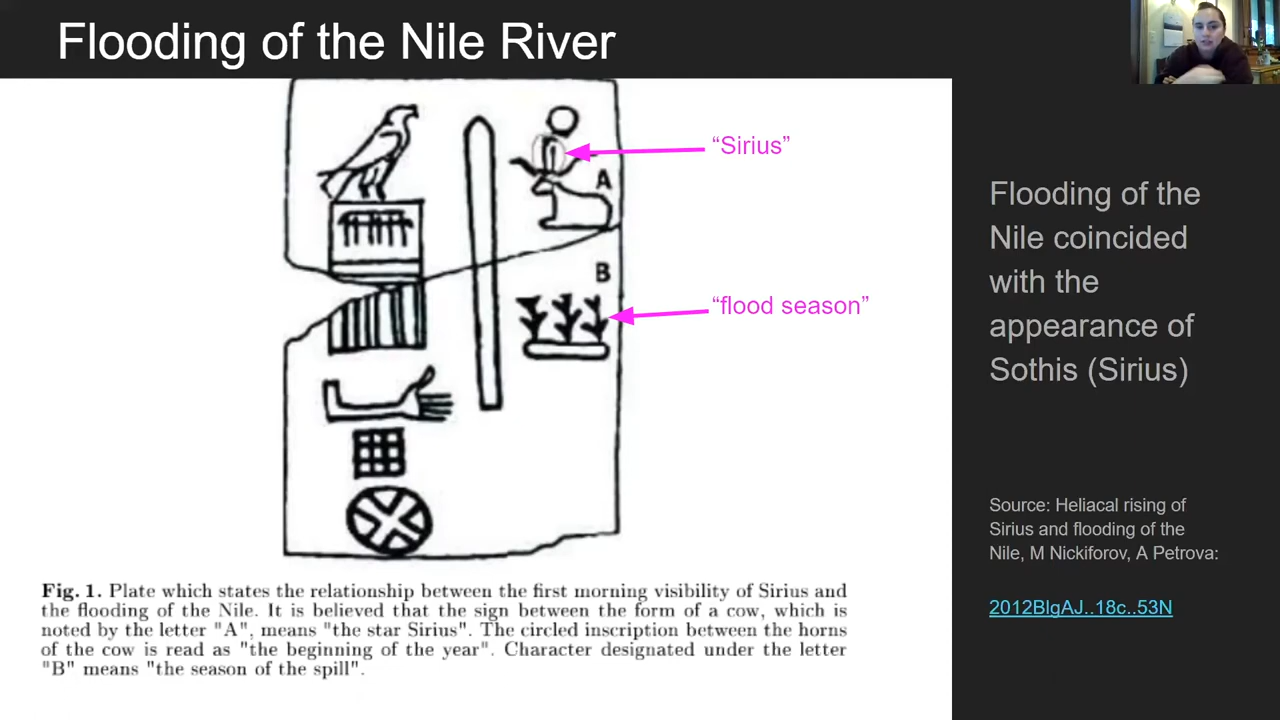 Flooding of the Nile River
"Sirius"
A
B
"flood season"
Fig. 1. Plate which states the relationship between the first morning visibility of Sirius and
the flooding of the Nile. It is believed that the sign between the form of a cow, which is
noted by the letter "A", means "the star Sirius". The circled inscription between the horns
of the cow is read as "the beginning of the year". Character designated under the letter
"B" means "the season of the spill".
Flooding of the
Nile coincided
with the
appearance of
Sothis (Sirius)
Source: Heliacal rising of
Sirius and flooding of the
Nile, M Nickiforov, A Petrova:
2012BlgAJ..18c..53N